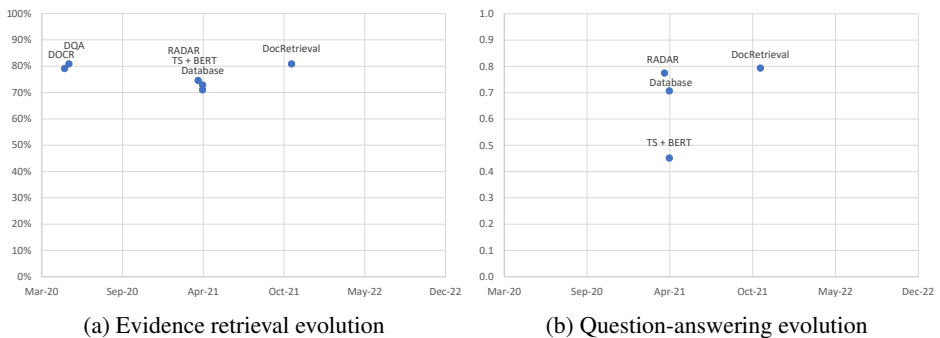 100%
90%
80%
70%
60%
50%
40%
30%
20%
10%
0%
DQA
DOCR
RADAR
TS + BERT
Database
DocRetrieval
Mar-20 Sep-20 Apr-21 Oct-21 May-22 Dec-22
(a) Evidence retrieval evolution
1.0
0.9
0.8
0.7
0.6
0.5
0.4
0.3
0.2
0.1
0.0
DocRetrieval
RADAR
Database
TS + BERT
Mar-20 Sep-20 Apr-21 Oct-21 May-22 Dec-22
(b) Question-answering evolution